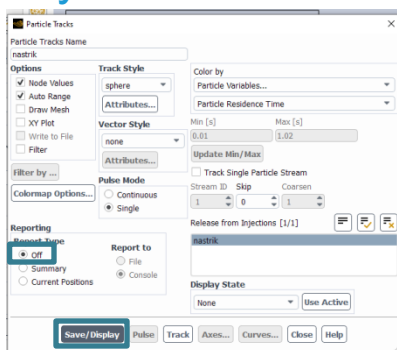 Particle Tracks
Particle Tracks Name
nastrik
Options
Node Values
Auto Range
Draw Mesh
XY Plot
Write to File
Filter
Filter by ...
Colormap Options...
Track Style
sphere
Attributes...
Vector Style
none
Attributes...
Pulse Mode
Continuous
Single
Color by
Particle Variables...
Particle Residence Time
Min [s] Max [s]
0.01 1.02
Update Min/Max
Track Single Particle Stream
Stream ID Skip Coarsen
1 0 1
Release from Injections [1/1]
nastrik
Reporting
Report Type
Off
Summary
Current Positions
Report to
File
Console
Display State
None Use Active
Save/Display Pulse Track Axes... Curves... Close Help